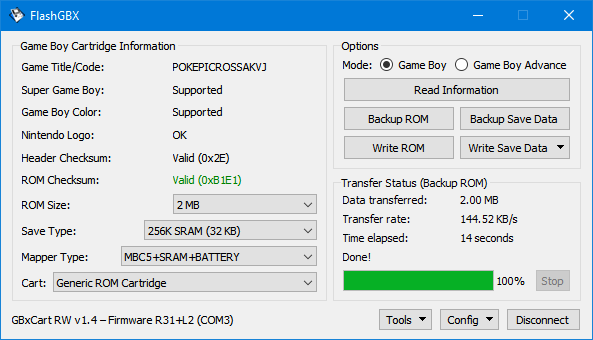 FlashGBX
Game Boy Cartridge Information
Game Title/Code: POKEPICROSSAKVJ
Super Game Boy: Supported
Game Boy Color: Supported
Nintendo Logo: OK
Header Checksum: Valid (0x2E)
ROM Checksum: Valid (0xB1E1)
ROM Size: 2 MB
Save Type: 256K SRAM (32 KB)
Mapper Type: MBC5+SRAM+BATTERY
Cart: Generic ROM Cartridge
Options
Mode: Game Boy Game Boy Advance
Read Information
Backup ROM Backup Save Data
Write ROM Write Save Data
Transfer Status (Backup ROM)
Data transferred: 2.00 MB
Transfer rate: 144.52 KB/s
Time elapsed: 14 seconds
Done!
100% Stop
GBxCart RW v1.4 – Firmware R31+L2 (COM3)
Tools Config Disconnect